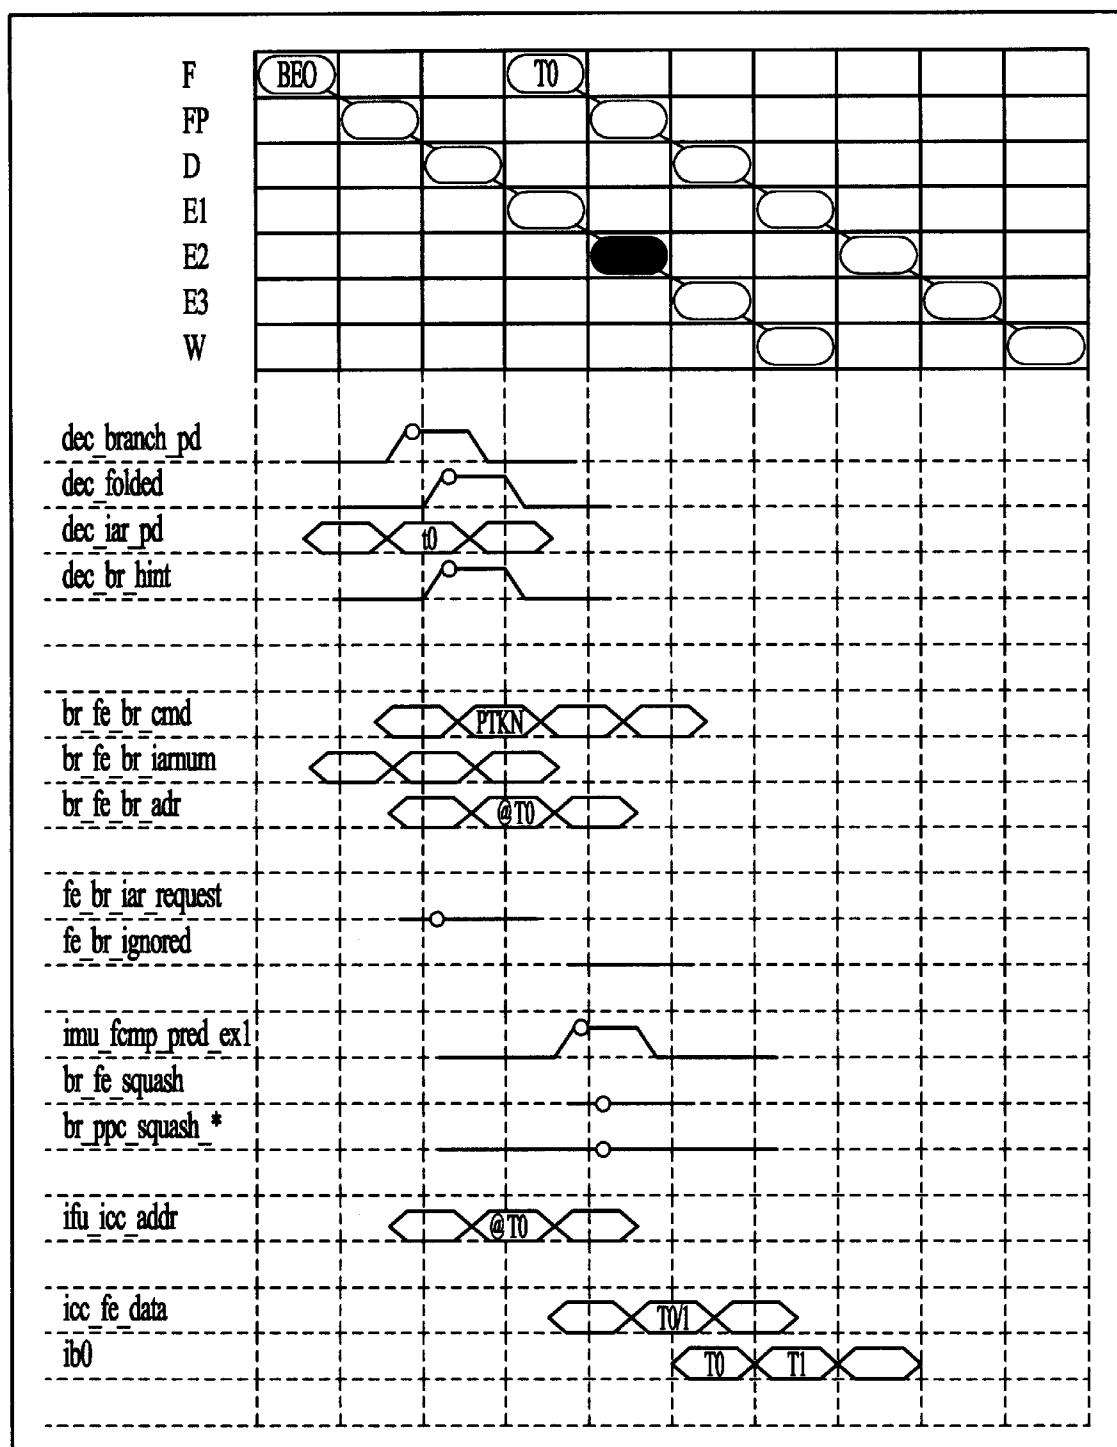 F BEO T0
FP
D
E1
E2
E3
W
dec_branch_pd
dec_folded
dec_iar_pd t0
dec_br_hint
br_fe_br_cmd PTKN
br_fe_br_iarnum
br_fe_br_adr @T0
fe_br_iar_request
fe_br_ignored
imu_fcmp_pred_ex1
br_fe_squash
br_ppc_squash_*
ifu_icc_addr @T0
icc_fe_data T0/1
ib0 T0 T1